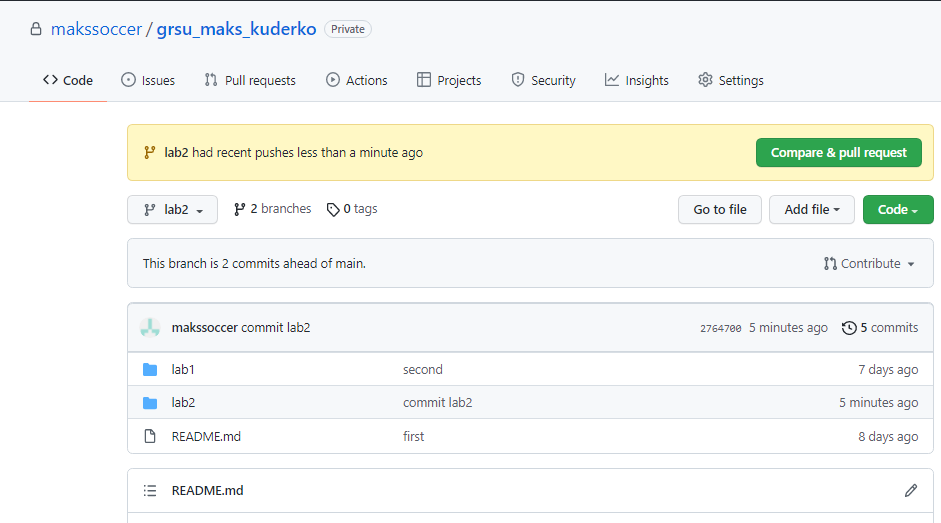 makssoccer / grsu_maks_kuderko Private
Code Issues Pull requests Actions Projects Security Insights Settings
lab2 had recent pushes less than a minute ago Compare & pull request
lab2 2 branches 0 tags Go to file Add file Code
This branch is 2 commits ahead of main. Contribute
makssoccer commit lab2 2764700 5 minutes ago 5 commits
lab1 second 7 days ago
lab2 commit lab2 5 minutes ago
README.md first 8 days ago
README.md